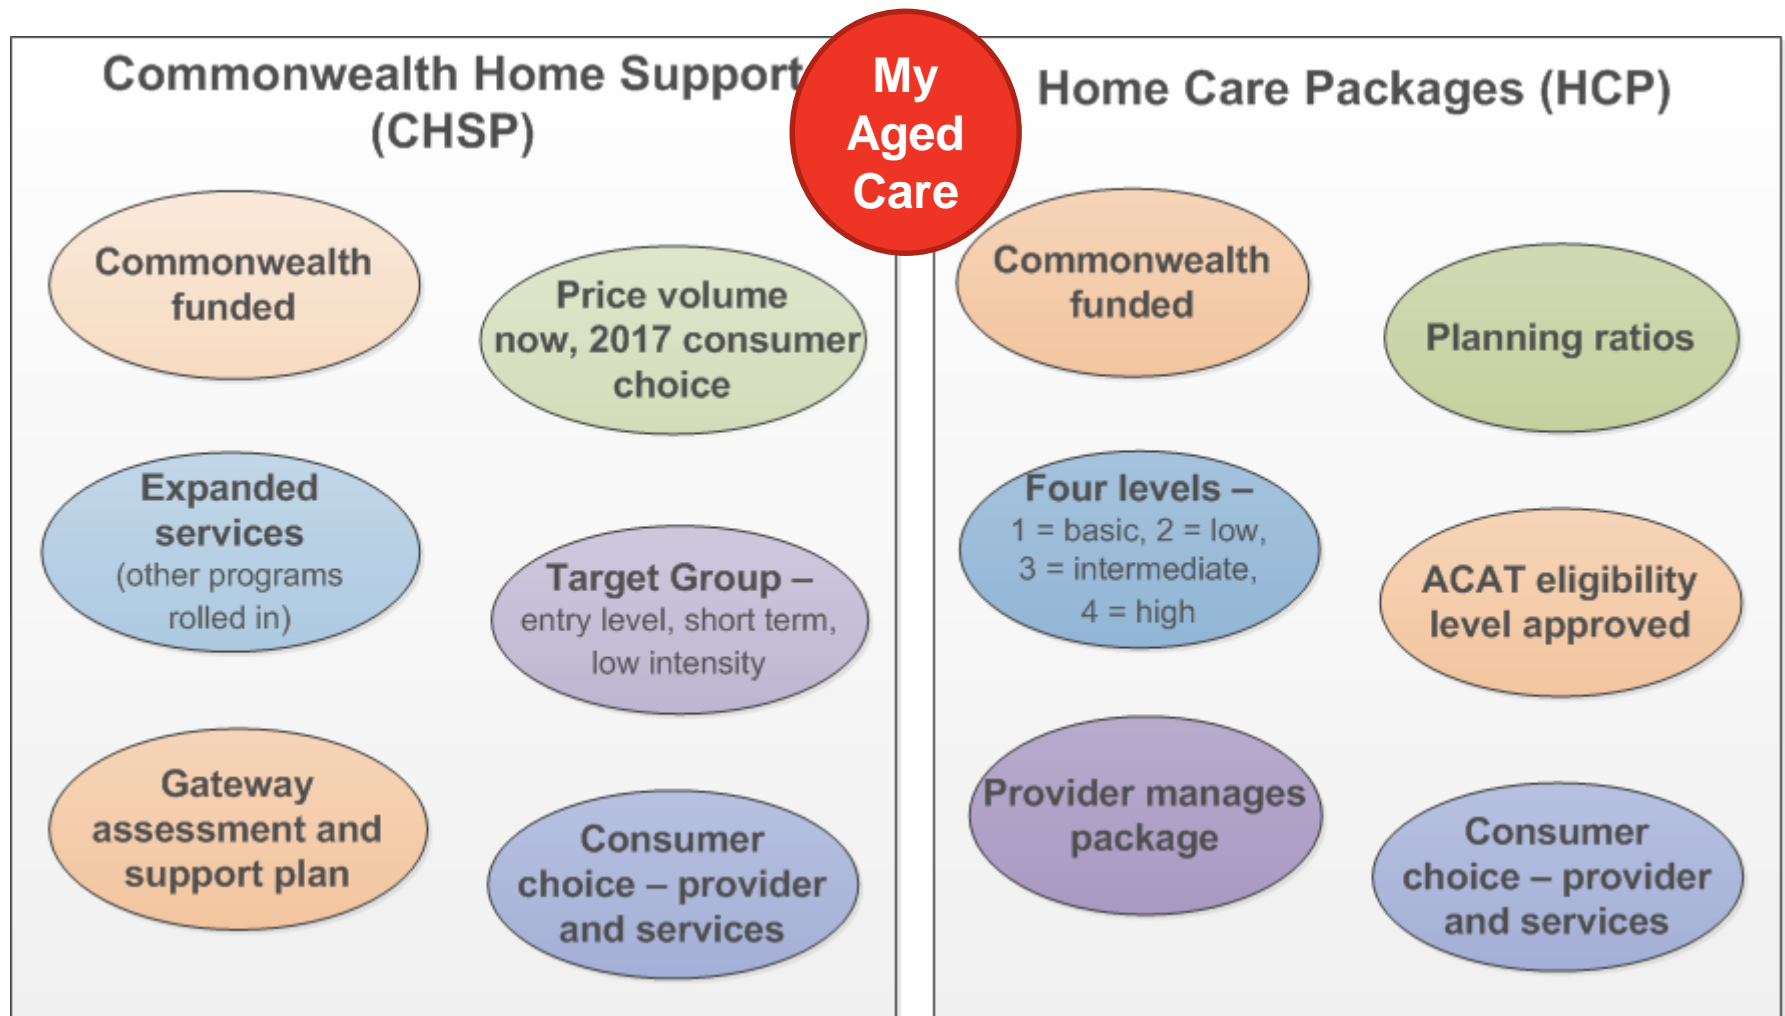 Commonwealth Home Support
(CHSP)
My
Aged
Care
Home Care Packages (HCP)
Commonwealth
funded
Price volume
now, 2017 consumer
choice
Expanded
services
(other programs
rolled in)
Target Group –
entry level, short term,
low intensity
Gateway
assessment and
support plan
Consumer
choice – provider
and services
Commonwealth
funded
Planning ratios
Four levels –
1 = basic, 2 = low,
3 = intermediate,
4 = high
ACAT eligibility
level approved
Provider manages
package
Consumer
choice – provider
and services